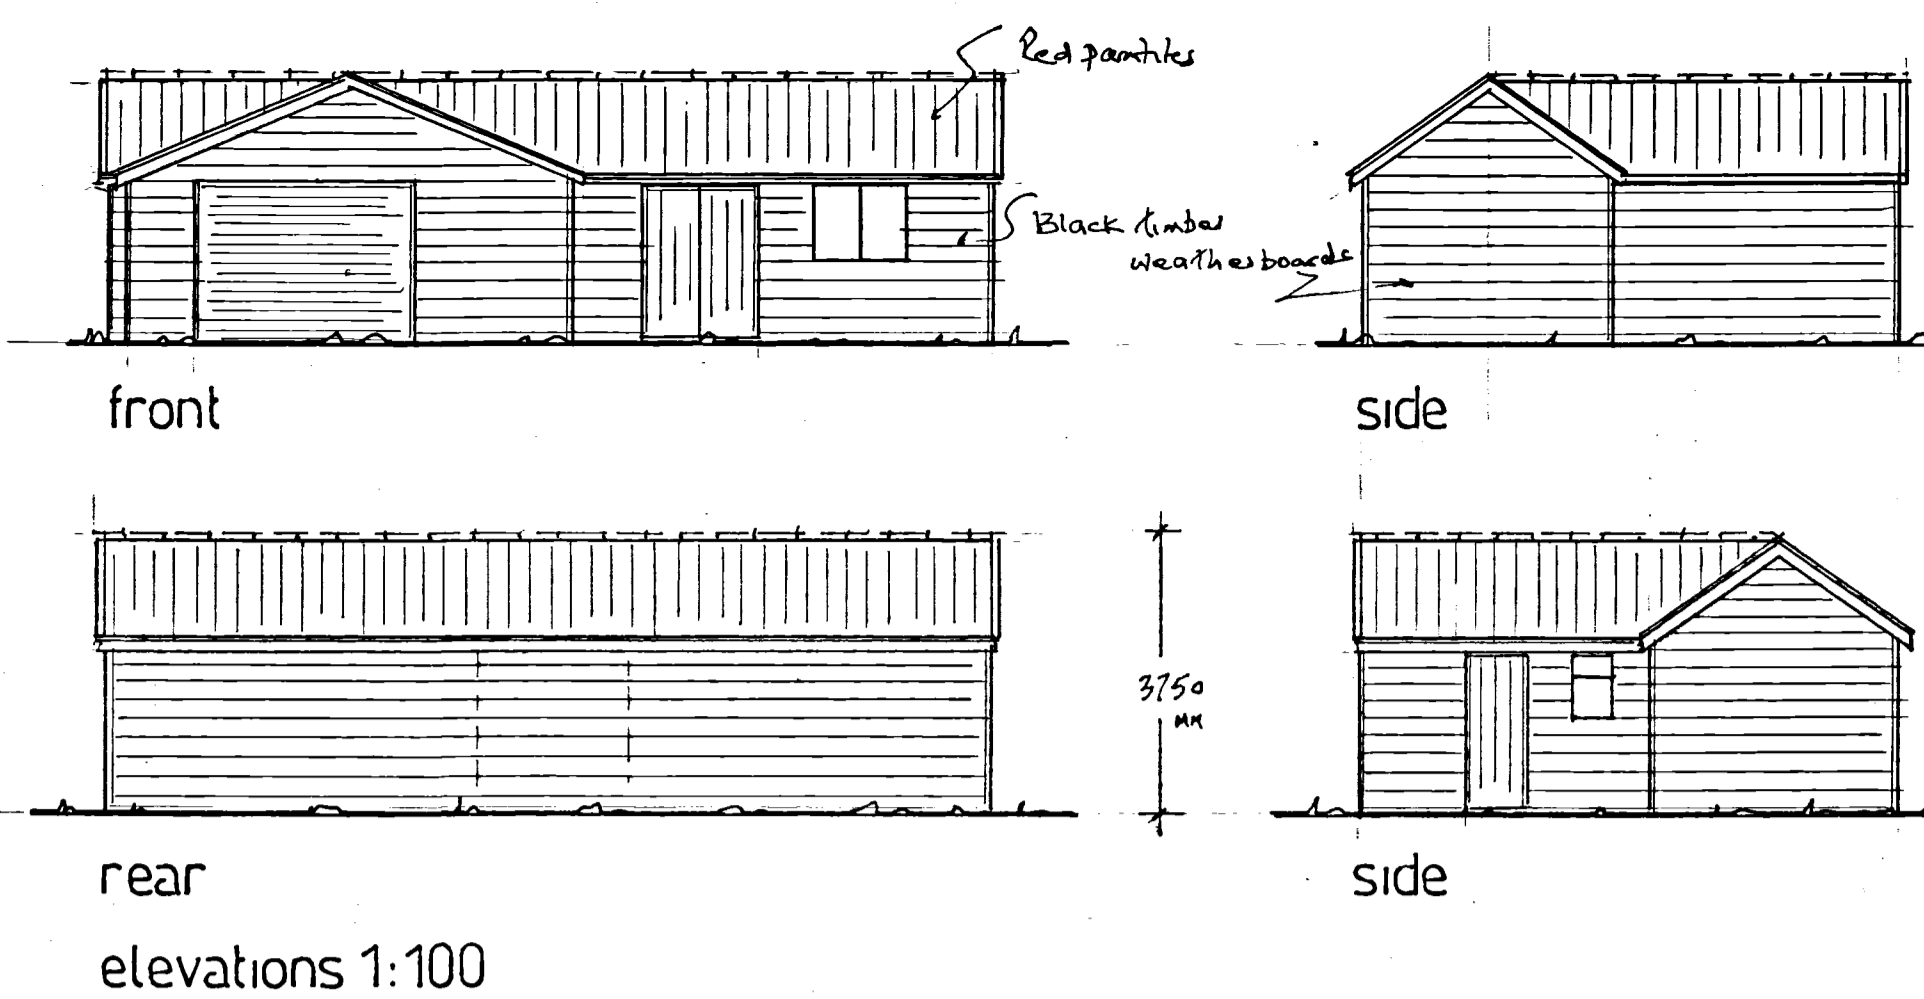 Red pantiles
Black timber
weatherboards
front
side
3750
MM
rear
side
elevations 1:100